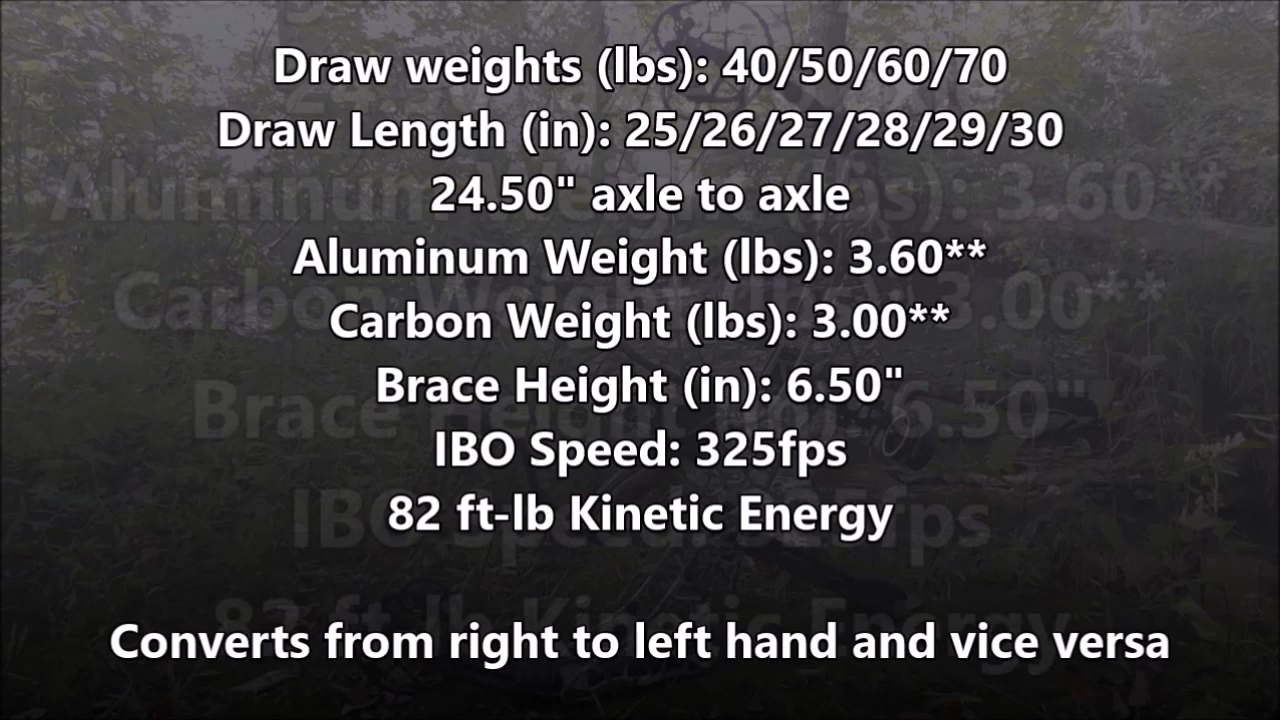 Draw weights (lbs): 40/50/60/70
Draw Length (in): 25/26/27/28/29/30
24.50" axle to axle
Aluminum Weight (lbs): 3.60**
Carbon Weight (lbs): 3.00**
Brace Height (in): 6.50"
IBO Speed: 325fps
82 ft-lb Kinetic Energy
Converts from right to left hand and vice versa